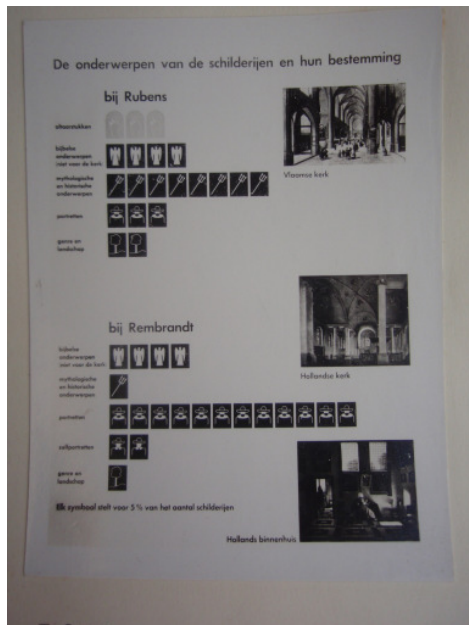 De onderwerpen van de schilderijen en hun bestemming
bij Rubens
altaarstukken
bijbelse
onderwerpen
(niet voor de kerk
mythologische
en historische
onderwerpen
portretten
genre en
landschap
Vlaamse kerk
bij Rembrandt
bijbelse
onderwerpen
(niet voor de kerk
mythologische
en historische
onderwerpen
portretten
zelfportretten
genre en
landschap
Hollandse kerk
Elk symbool stelt voor 5 % van het aantal schilderijen
Hollands binnenhuis